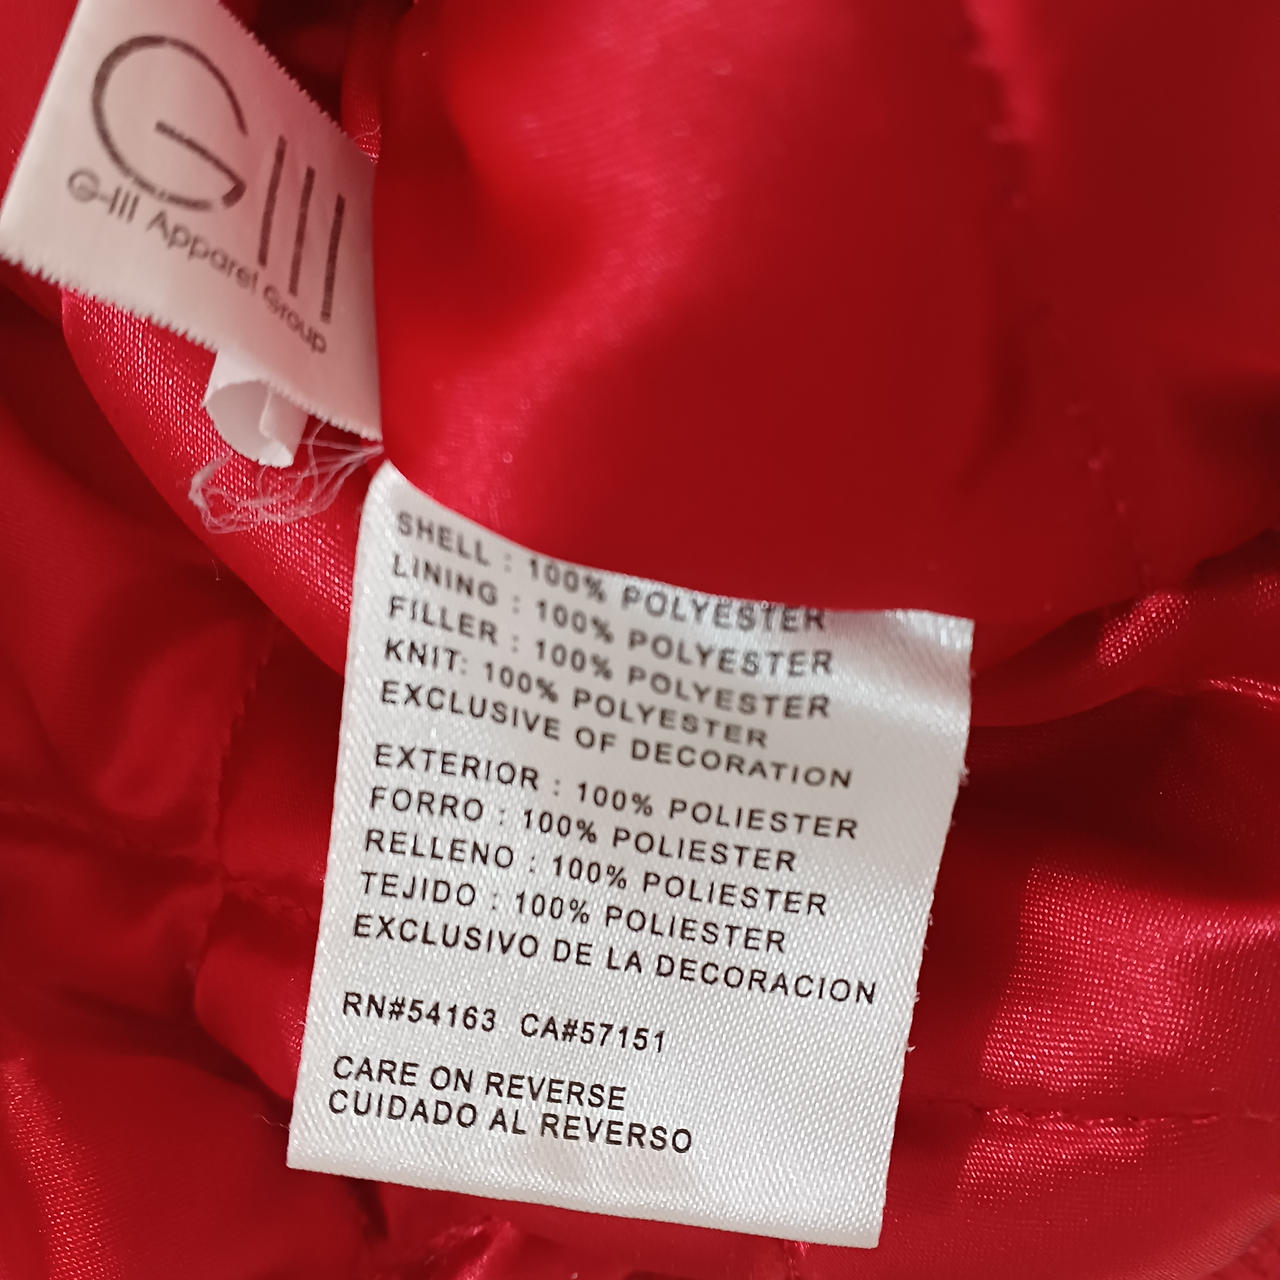 GIII
G-III Apparel Group
SHELL : 100% POLYESTER
LINING : 100% POLYESTER
FILLER : 100% POLYESTER
KNIT: 100% POLYESTER
EXCLUSIVE OF DECORATION
EXTERIOR : 100% POLIESTER
FORRO : 100% POLIESTER
RELLENO : 100% POLIESTER
TEJIDO : 100% POLIESTER
EXCLUSIVO DE LA DECORACION
RN#54163 CA#57151
CARE ON REVERSE
CUIDADO AL REVERSO